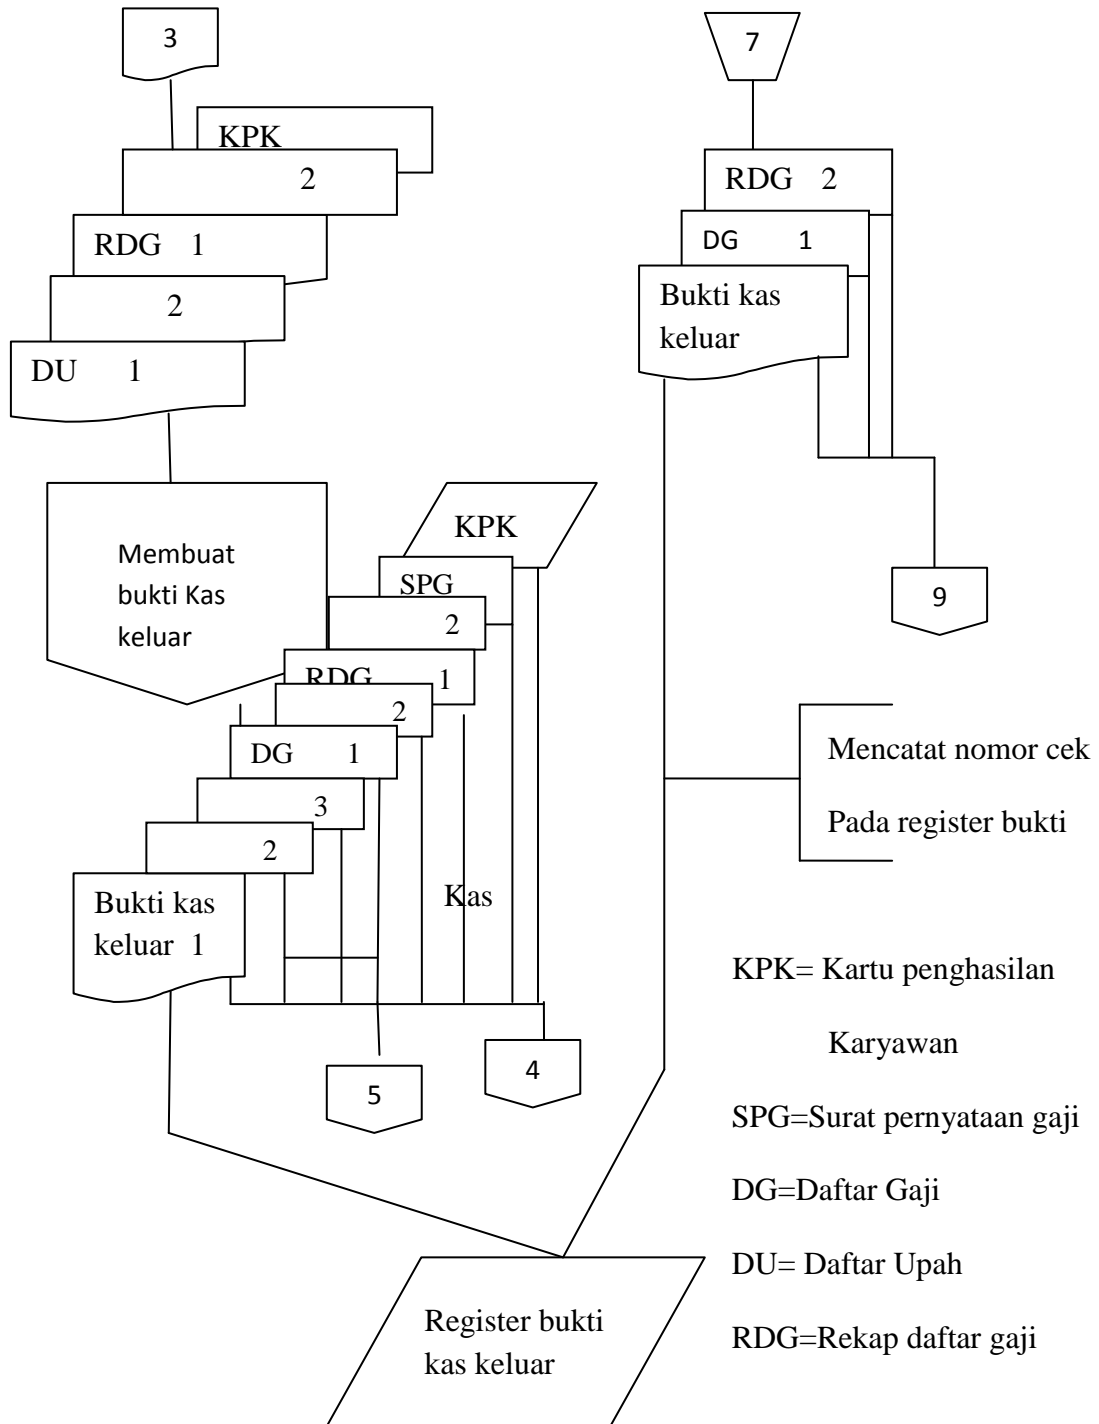 3
KPK
2
RDG 1
2
DU 1
Membuat
bukti Kas
keluar
KPK
SPG
2
RDG 1
2
DG 1
3
2
Bukti kas
keluar 1
Kas
5
4
7
RDG 2
DG 1
Bukti kas
keluar
9
Mencatat nomor cek
Pada register bukti
KPK= Kartu penghasilan
Karyawan
SPG=Surat pernyataan gaji
DG=Daftar Gaji
DU= Daftar Upah
RDG=Rekap daftar gaji
Register bukti
kas keluar